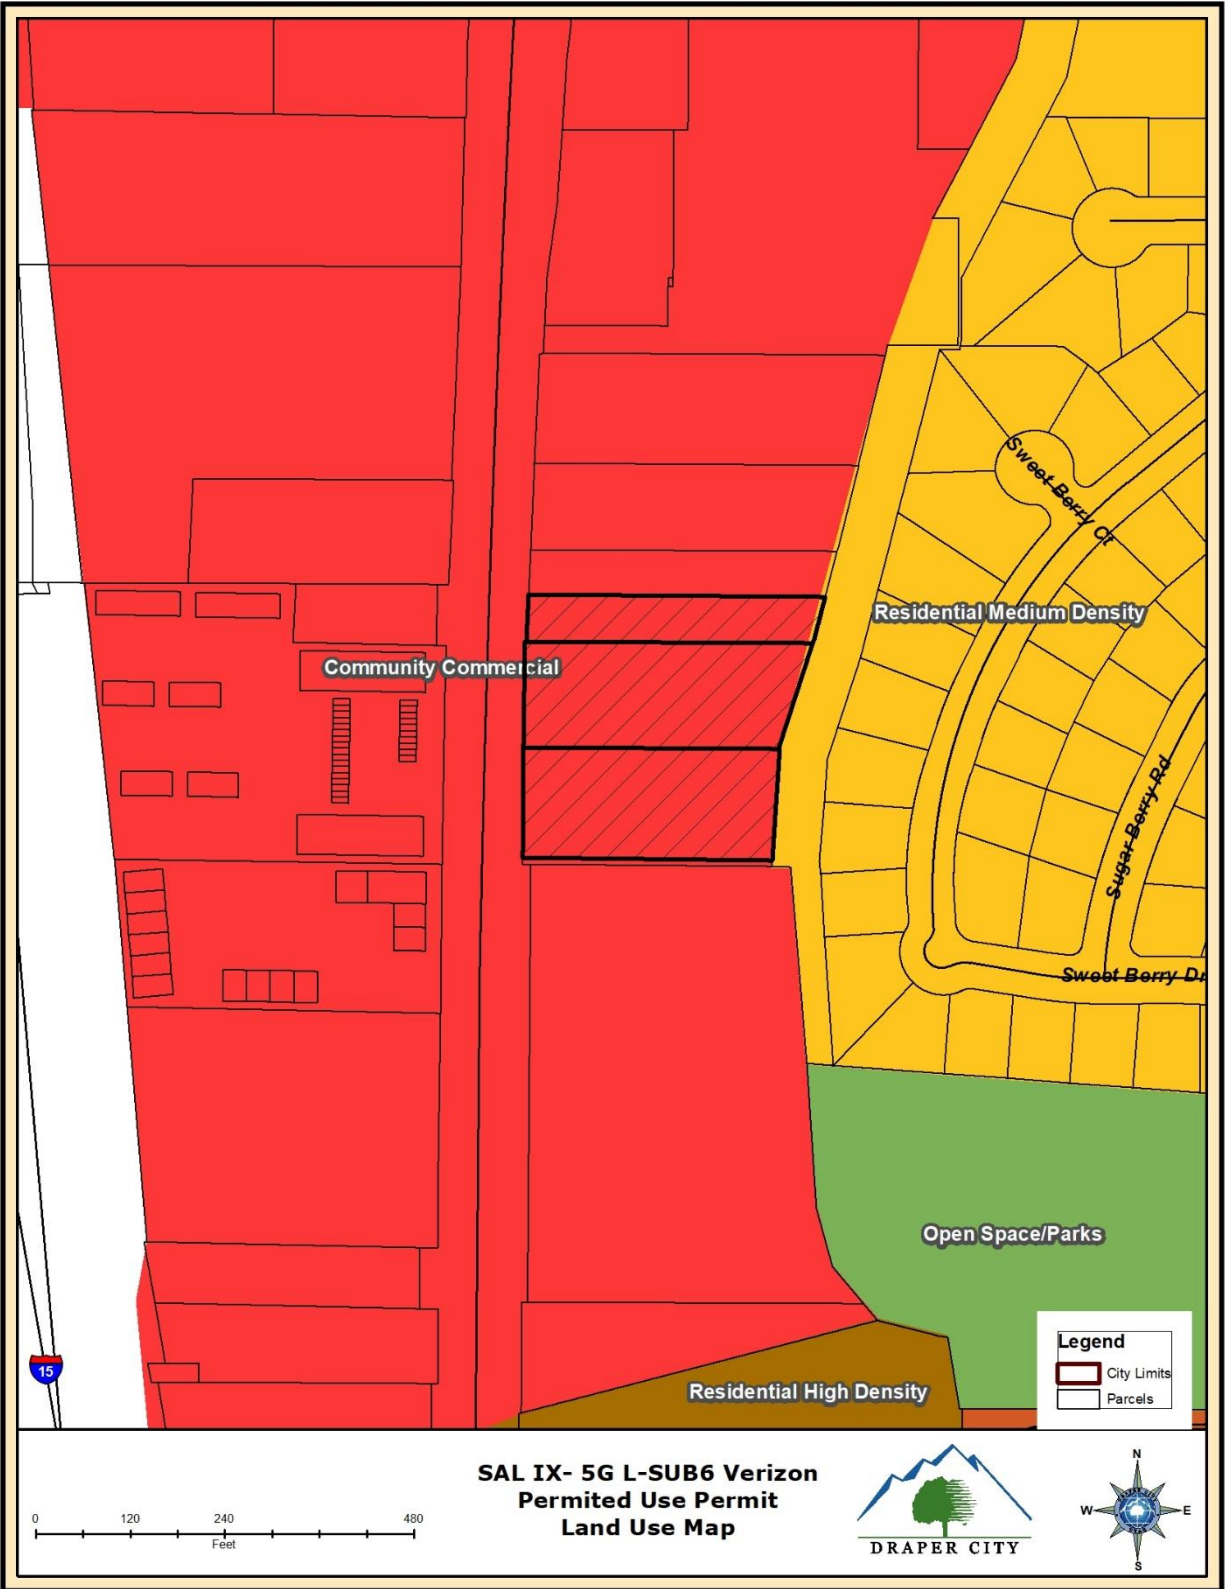 Sweet Berry Ct
Residential Medium Density
Community Commercial
Sugar Berry Rd
Sweet Berry Dr
Open Space/Parks
Legend
City Limits
Parcels
15
Residential High Density
SAL IX- 5G L-SUB6 Verizon
Permited Use Permit
Land Use Map
0 120 240 480
Feet
DRAPER CITY
N
W E
S